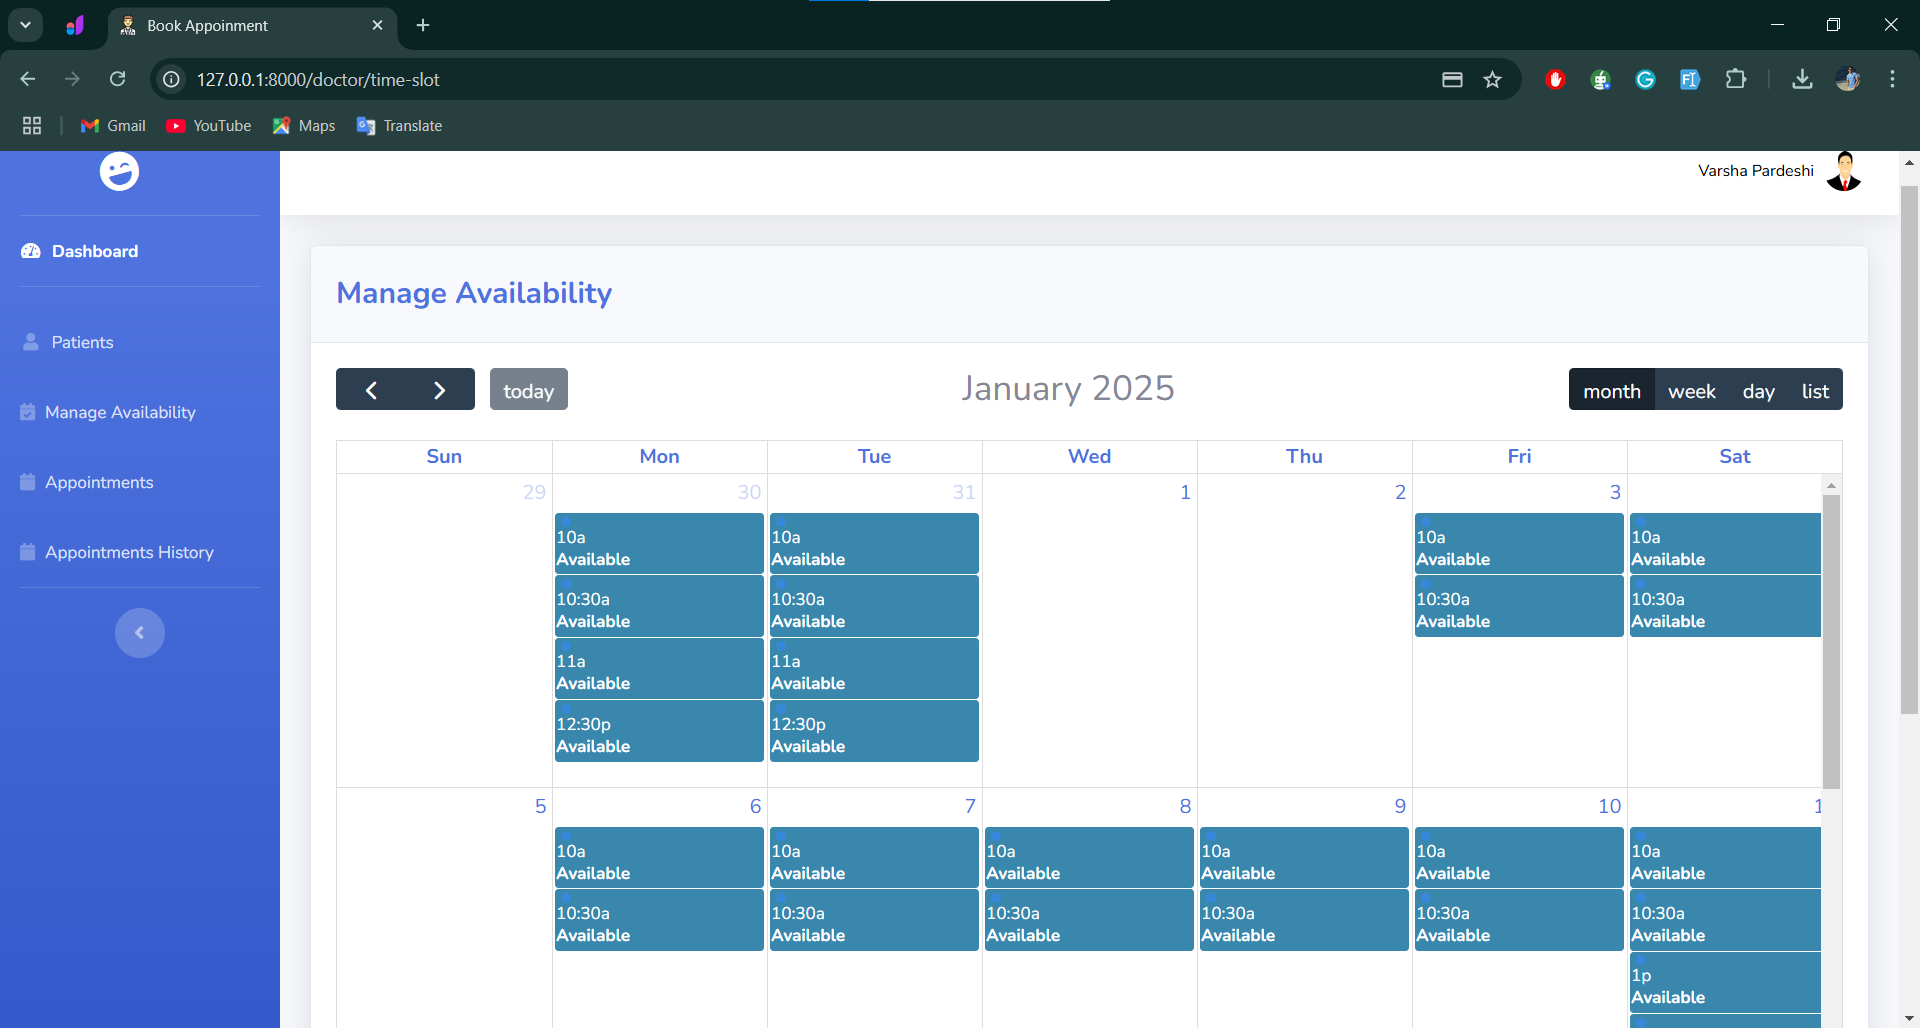 Book Appoinment
127.0.0.1:8000/doctor/time-slot
Gmail
YouTube
Maps
Translate
Varsha Pardeshi
Dashboard
Patients
Manage Availability
Appointments
Appointments History
Manage Availability
today
January 2025
month week day list
Sun Mon Tue Wed Thu Fri Sat
29 30 31 1 2 3
10a 10a 10a 10a
Available Available Available Available
10:30a 10:30a 10:30a 10:30a
Available Available Available Available
11a 11a
Available Available
12:30p 12:30p
Available Available
5 6 7 8 9 10
10a 10a 10a 10a 10a 10a
Available Available Available Available Available Available
10:30a 10:30a 10:30a 10:30a 10:30a 10:30a
Available Available Available Available Available Available
1p
Available